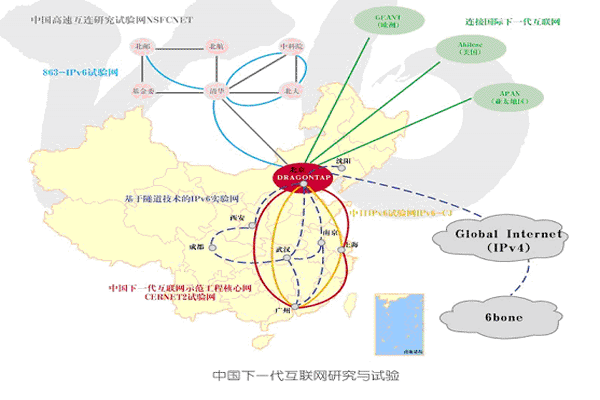 中国高速互连研究试验网NSFCNET
GEANT
(欧洲)
连接国际下一代互联网
北邮
北航
中科院
Abilene
(美国)
863-IPv6试验网
基金委
清华
北大
APAN
(亚太地区)
北京
DRAGONTAP
沈阳
基于隧道技术的IPv6实验网
中日IPv6试验网IPv6-CJ
西安
南京
上海
成都
武汉
Global Internet
(IPv4)
中国下一代互联网示范工程核心网
CERNET2试验网
广州
6bone
南海诸岛
中国下一代互联网研究与试验